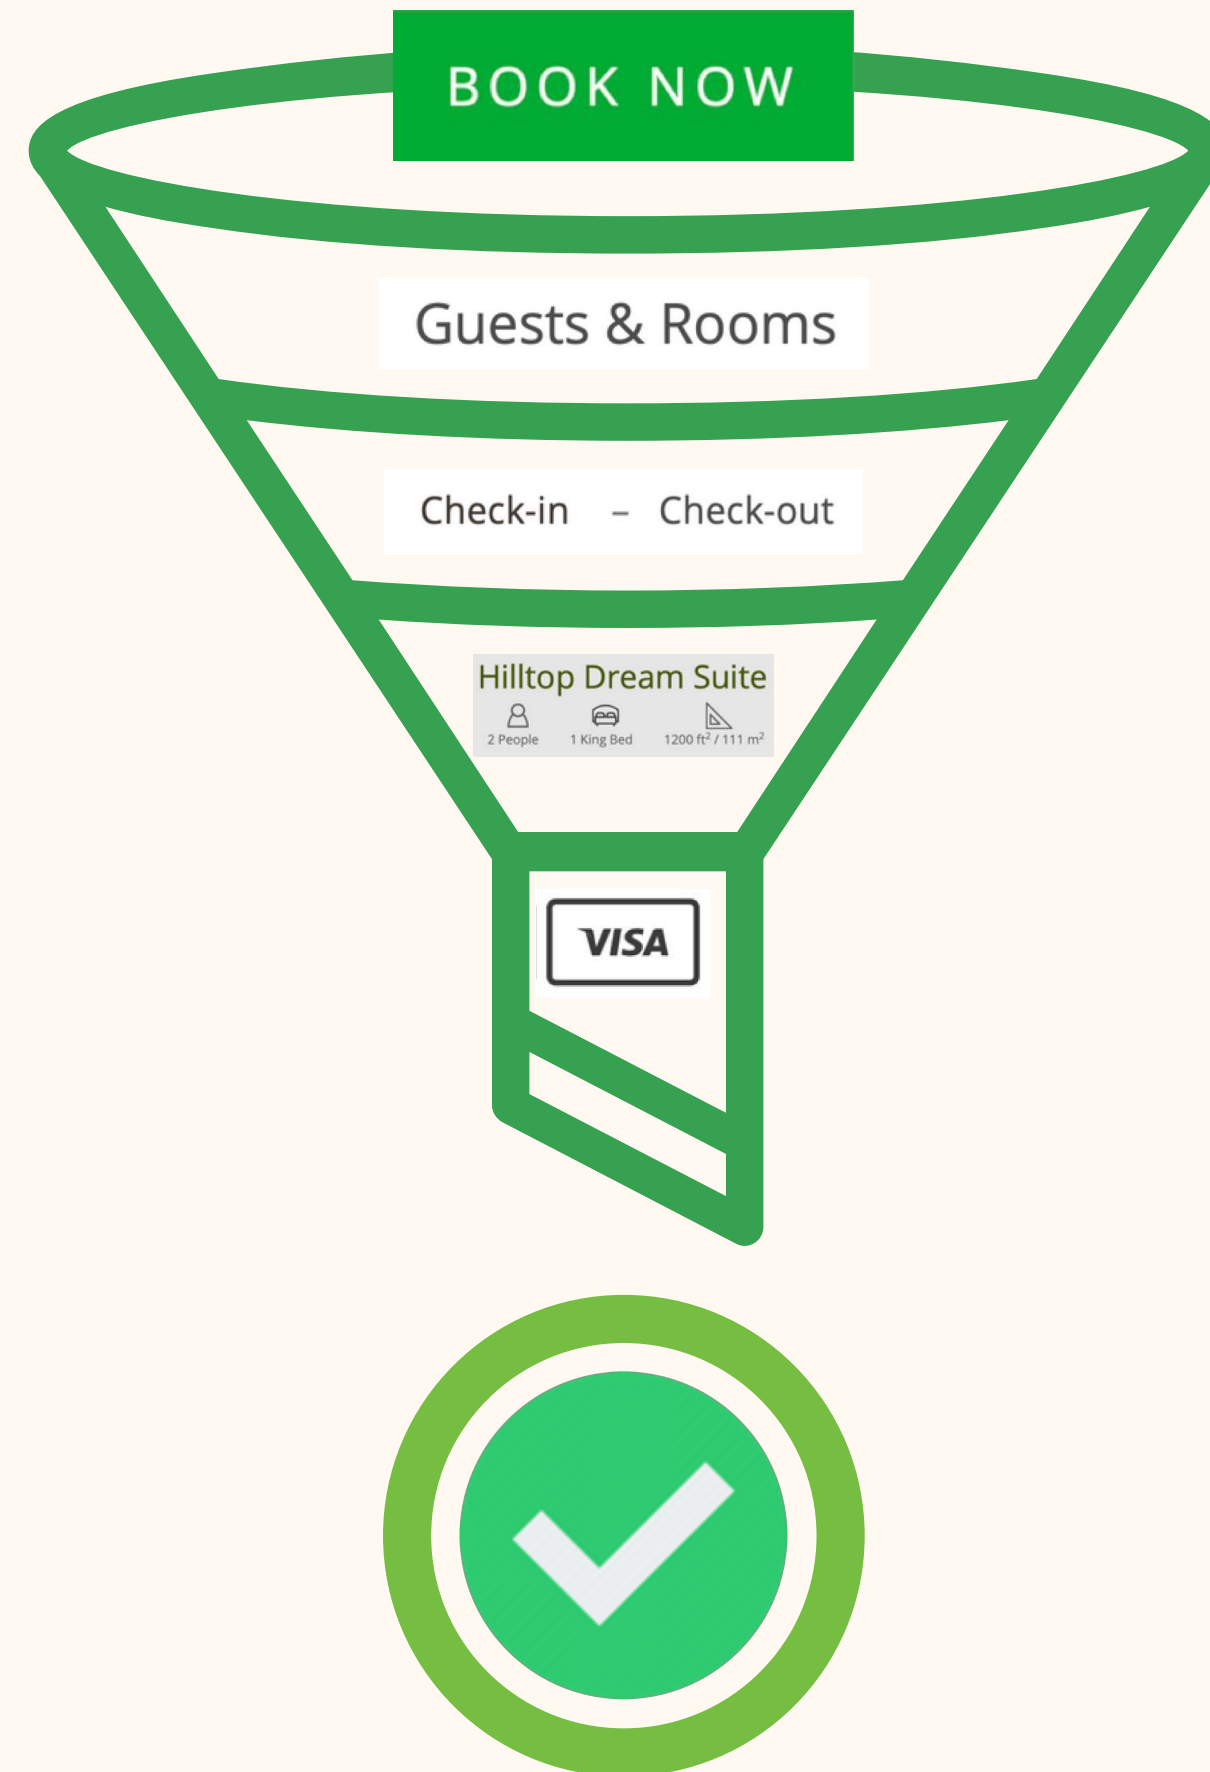 BOOK NOW
Guests & Rooms
Check-in – Check-out
Hilltop Dream Suite
2 People 1 King Bed 1200 ft² / 111 m²
VISA